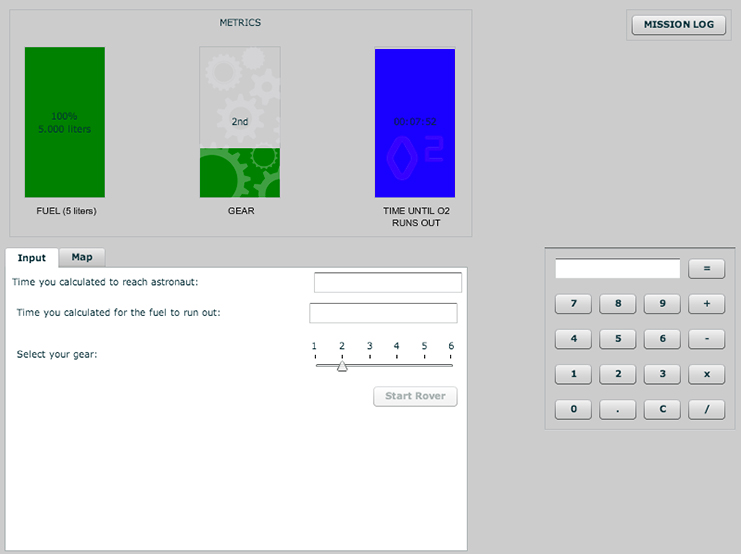 METRICS
MISSION LOG
100%
5.000 liters
2nd
00:07:52
O2
FUEL (5 liters)
GEAR
TIME UNTIL O2
RUNS OUT
Input
Map
Time you calculated to reach astronaut:
Time you calculated for the fuel to run out:
Select your gear:
1 2 3 4 5 6
Start Rover
=
7 8 9 +
4 5 6 -
1 2 3 x
0 . C /